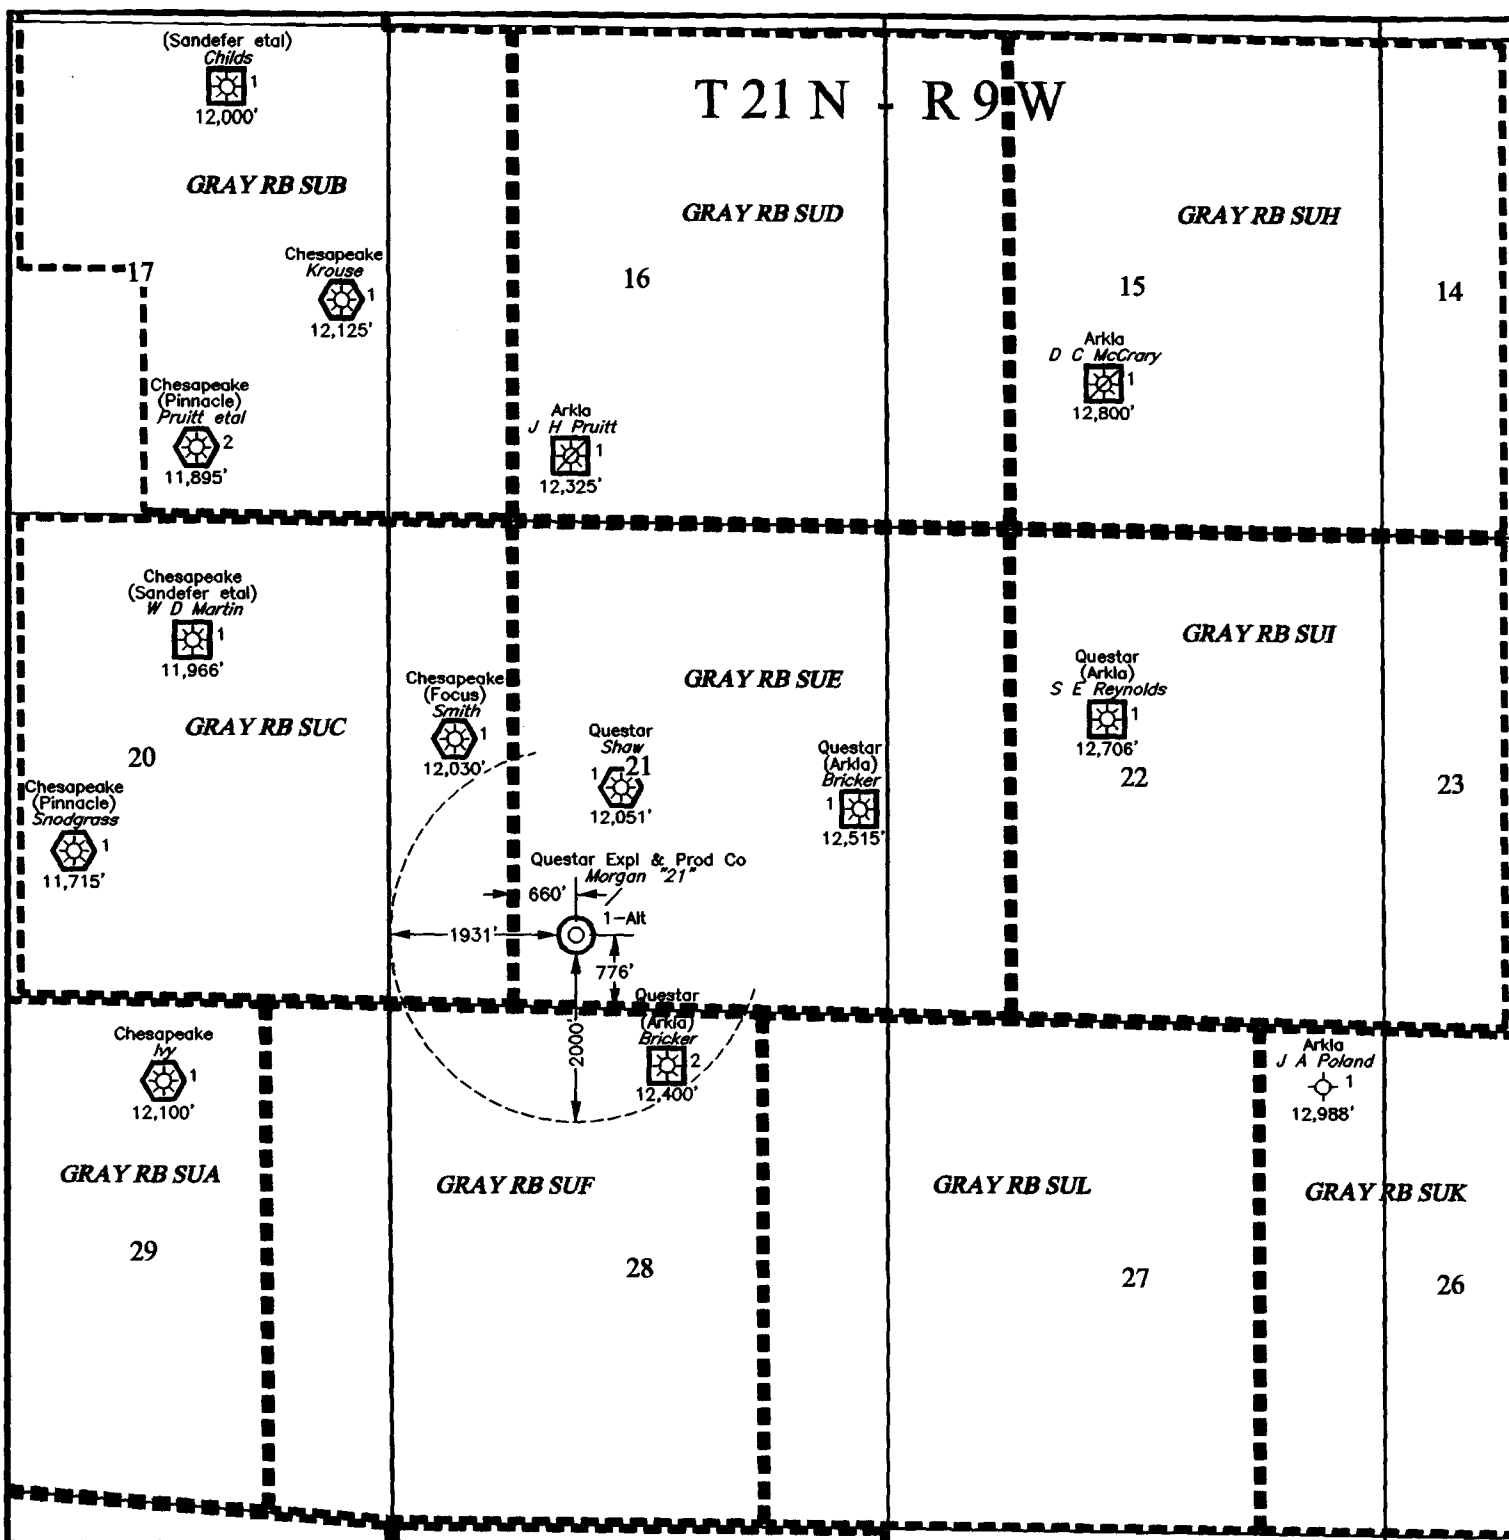 T 21 N - R 9 W
(Sandefer etal)
Childs
1
12,000'
GRAY RB SUB
GRAY RB SUD
GRAY RB SUH
Chesapeake
Krouse
1
12,125'
17
16
15
14
Chesapeake
(Pinnacle)
Pruitt etal
2
11,895'
Arkla
J H Pruitt
1
12,325'
Arkla
D C McCrary
1
12,800'
Chesapeake
(Sandefer etal)
W D Martin
1
11,966'
GRAY RB SUC
20
Chesapeake
(Focus)
Smith
1
12,030'
GRAY RB SUE
Questar
Shaw
1
21
12,051'
Questar
(Arkla)
Bricker
1
12,515'
GRAY RB SUI
Questar
(Arkla)
S E Reynolds
1
12,706'
22
23
Chesapeake
(Pinnacle)
Snodgrass
1
11,715'
Questar Expl & Prod Co
Morgan "21"
660'
1-Alt
1931'
776'
2000'
Questar
(Arkla)
Bricker
2
12,400'
Chesapeake
Ivy
1
12,100'
Arkla
J A Poland
1
12,988'
GRAY RB SUA
GRAY RB SUF
GRAY RB SUL
GRAY RB SUK
29
28
27
26